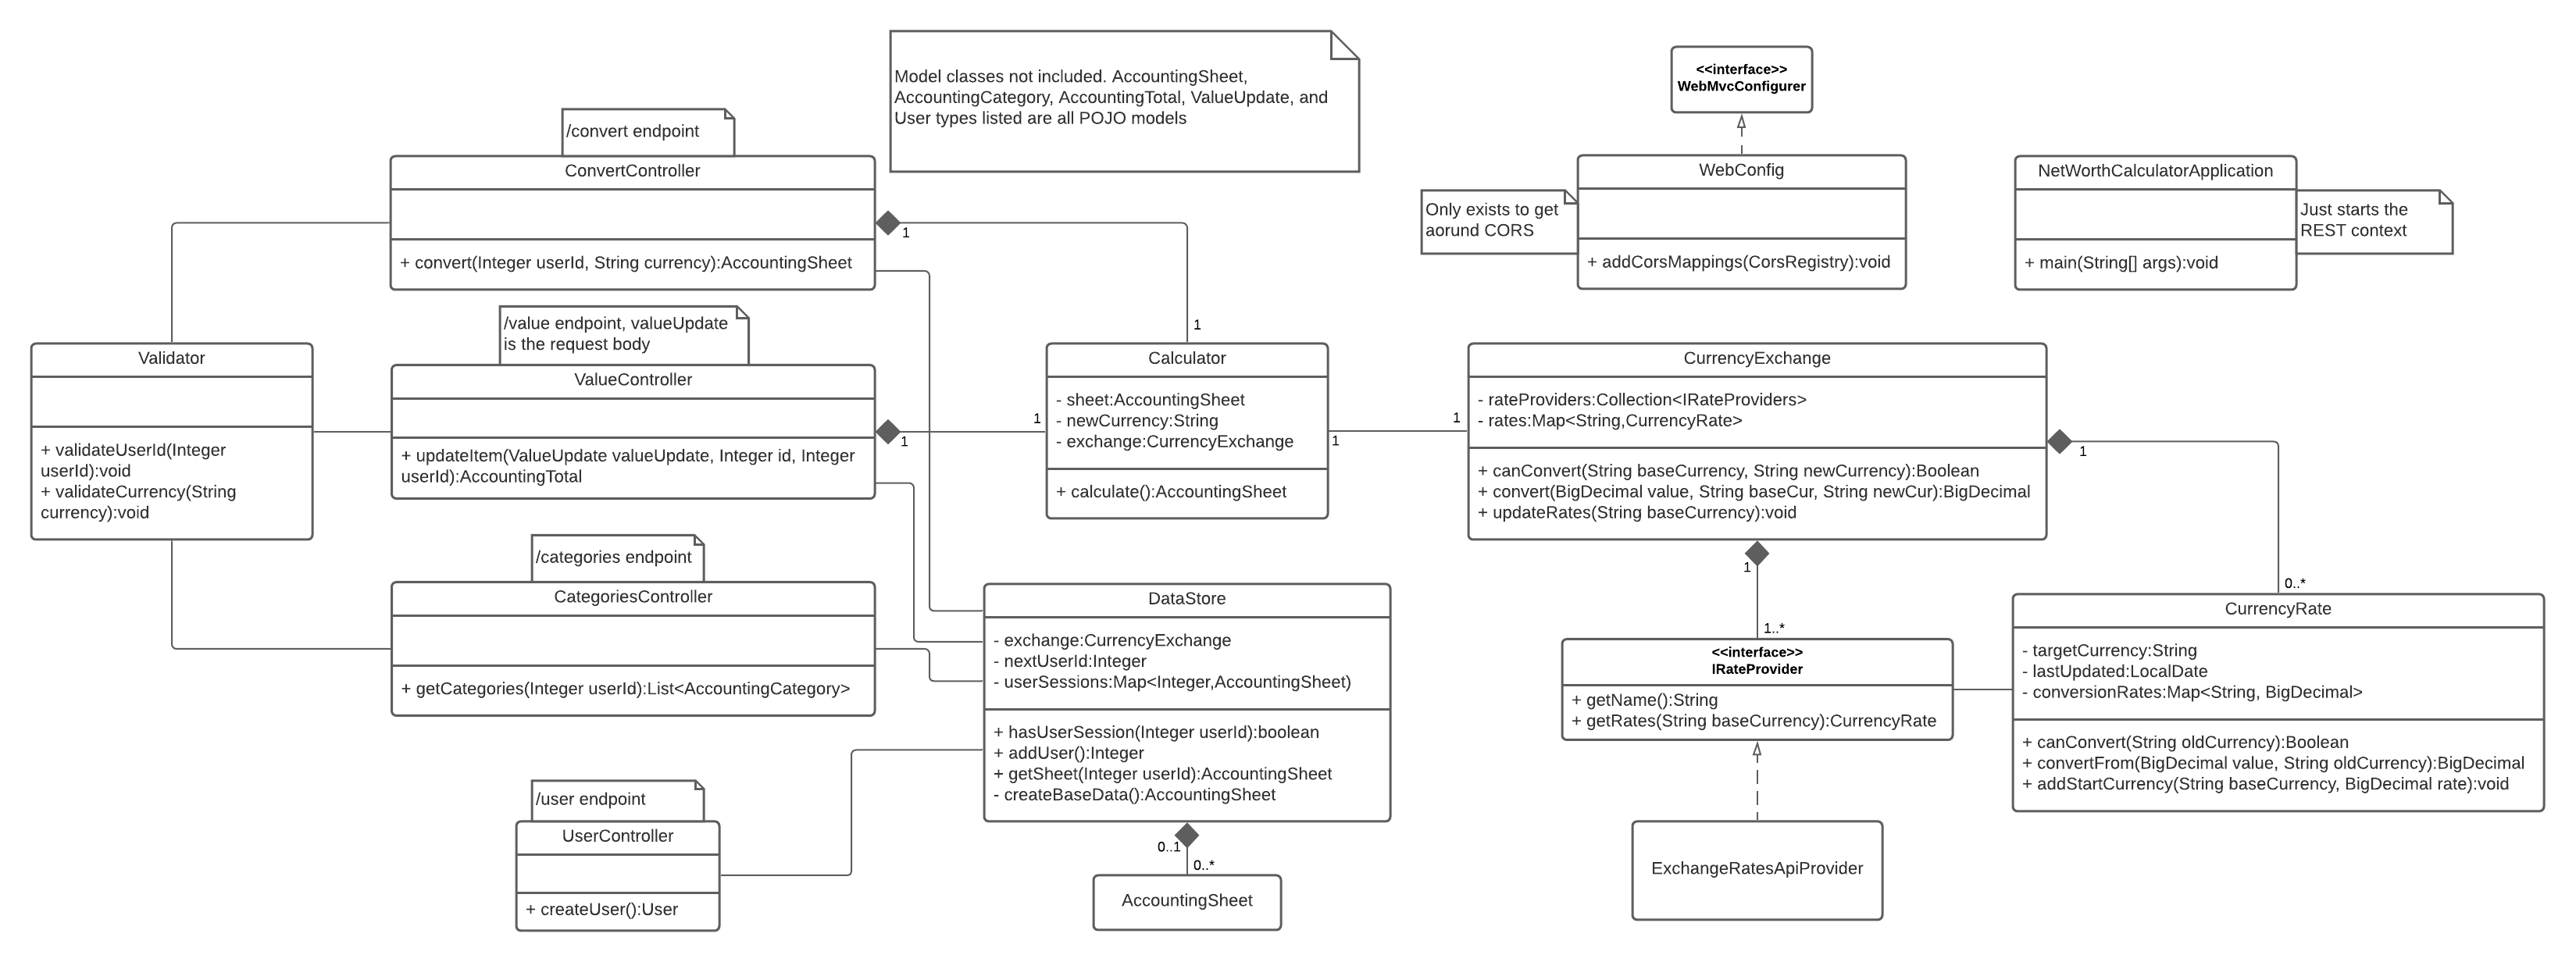 Model classes not included. AccountingSheet,
AccountingCategory, AccountingTotal, ValueUpdate, and
User types listed are all POJO models
/convert endpoint
ConvertController
+ convert(Integer userId, String currency):AccountingSheet
1
1
<<interface>>
WebMvcConfigurer
WebConfig
+ addCorsMappings(CorsRegistry):void
Only exists to get
aorund CORS
NetWorthCalculatorApplication
+ main(String[] args):void
Just starts the
REST context
Validator
+ validateUserId(Integer
userId):void
+ validateCurrency(String
currency):void
/value endpoint, valueUpdate
is the request body
ValueController
+ updateItem(ValueUpdate valueUpdate, Integer id, Integer
userId):AccountingTotal
1
1
Calculator
- sheet:AccountingSheet
- newCurrency:String
- exchange:CurrencyExchange
+ calculate():AccountingSheet
1
1
CurrencyExchange
- rateProviders:Collection<IRateProviders>
- rates:Map<String,CurrencyRate>
+ canConvert(String baseCurrency, String newCurrency):Boolean
+ convert(BigDecimal value, String baseCur, String newCur):BigDecimal
+ updateRates(String baseCurrency):void
1
0..*
1
1..*
/categories endpoint
CategoriesController
+ getCategories(Integer userId):List<AccountingCategory>
DataStore
- exchange:CurrencyExchange
- nextUserId:Integer
- userSessions:Map<Integer,AccountingSheet)
+ hasUserSession(Integer userId):boolean
+ addUser():Integer
+ getSheet(Integer userId):AccountingSheet
- createBaseData():AccountingSheet
0..1
0..*
AccountingSheet
<<interface>>
IRateProvider
+ getName():String
+ getRates(String baseCurrency):CurrencyRate
ExchangeRatesApiProvider
CurrencyRate
- targetCurrency:String
- lastUpdated:LocalDate
- conversionRates:Map<String, BigDecimal>
+ canConvert(String oldCurrency):Boolean
+ convertFrom(BigDecimal value, String oldCurrency):BigDecimal
+ addStartCurrency(String baseCurrency, BigDecimal rate):void
/user endpoint
UserController
+ createUser():User